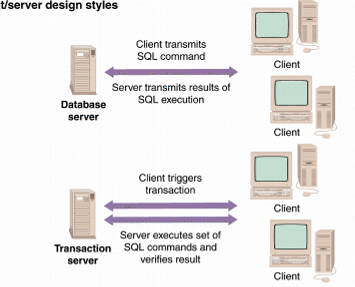 t/server design styles
Client transmits
SQL command
Client
Server transmits results of
SQL execution
Database
server
Client
Client triggers
transaction
Client
Server executes set of
SQL commands and
verifies result
Transaction
server
Client